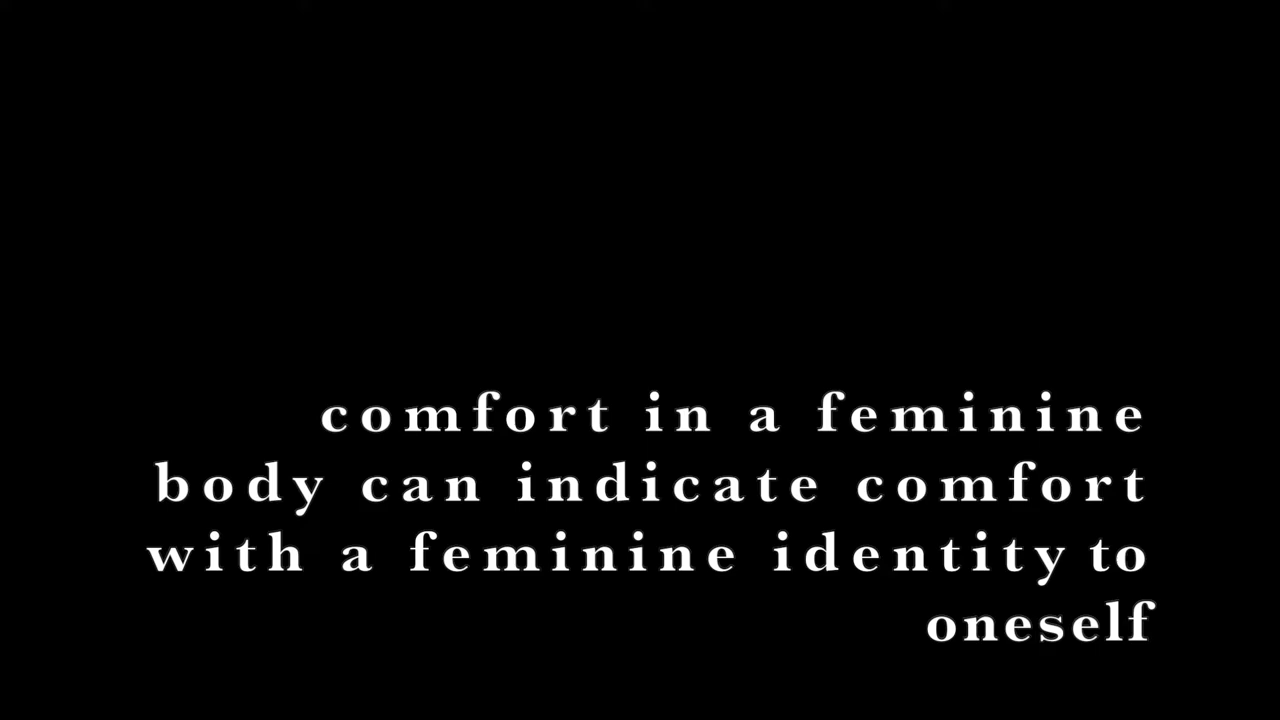 comfort in a feminine
body can indicate comfort
with a feminine identity to
oneself